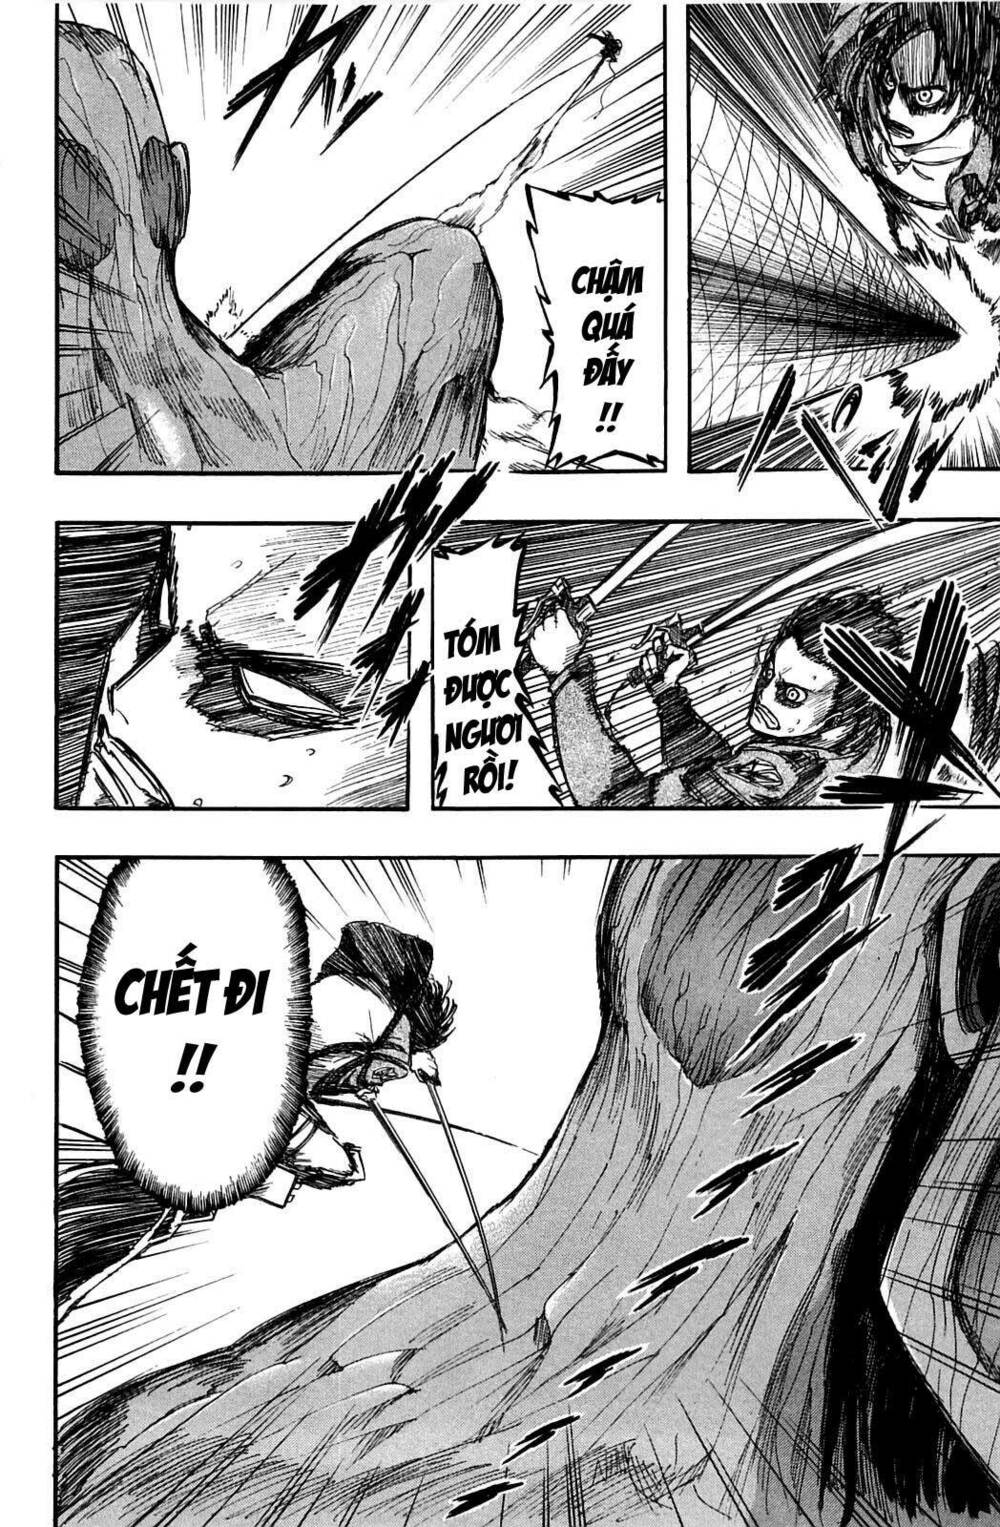 CHẬM
QUÁ
ĐẤY
!!
TÓM
ĐƯỢC
NGƯƠI
RỒI!
CHẾT ĐI
!!